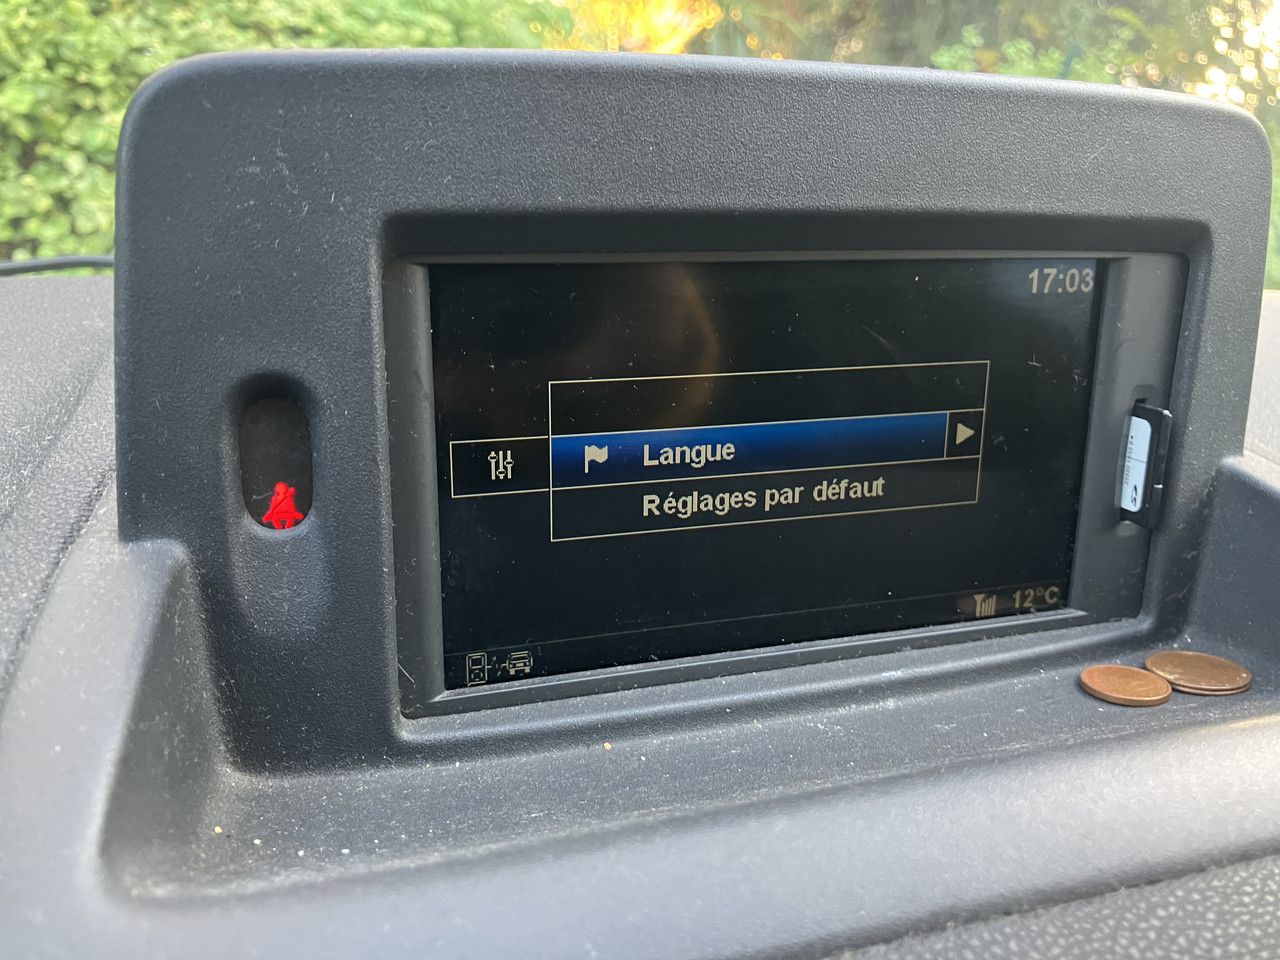 17:03
Langue
Réglages par défaut
12°C